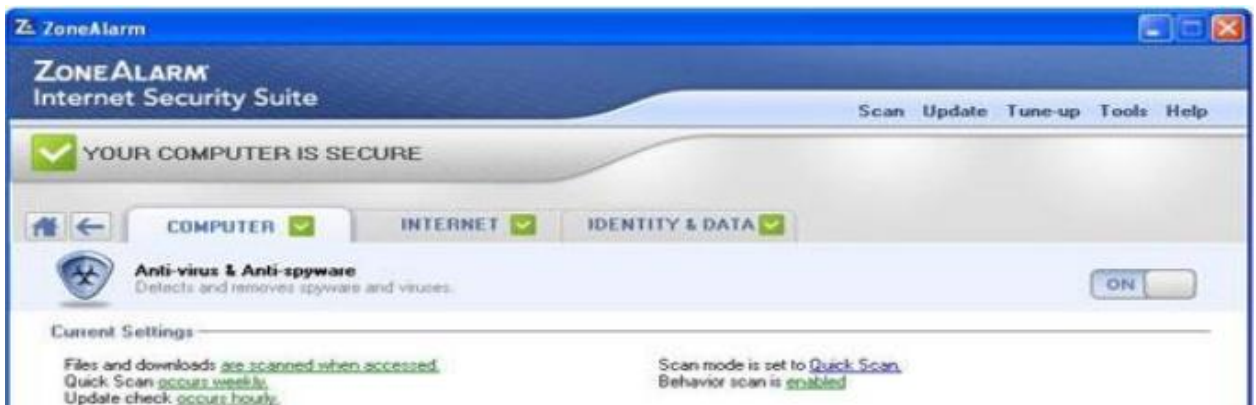 ZoneAlarm
ZONEALARM
Internet Security Suite
Scan Update Tune-up Tools Help
YOUR COMPUTER IS SECURE
COMPUTER INTERNET IDENTITY & DATA
Anti-virus & Anti-spyware
ON
Detects and removes spyware and viruses.
Current Settings
Files and downloads are scanned when accessed.
Scan mode is set to Quick Scan.
Quick Scan occurs weekly.
Behavior scan is enabled
Update check occurs hourly.